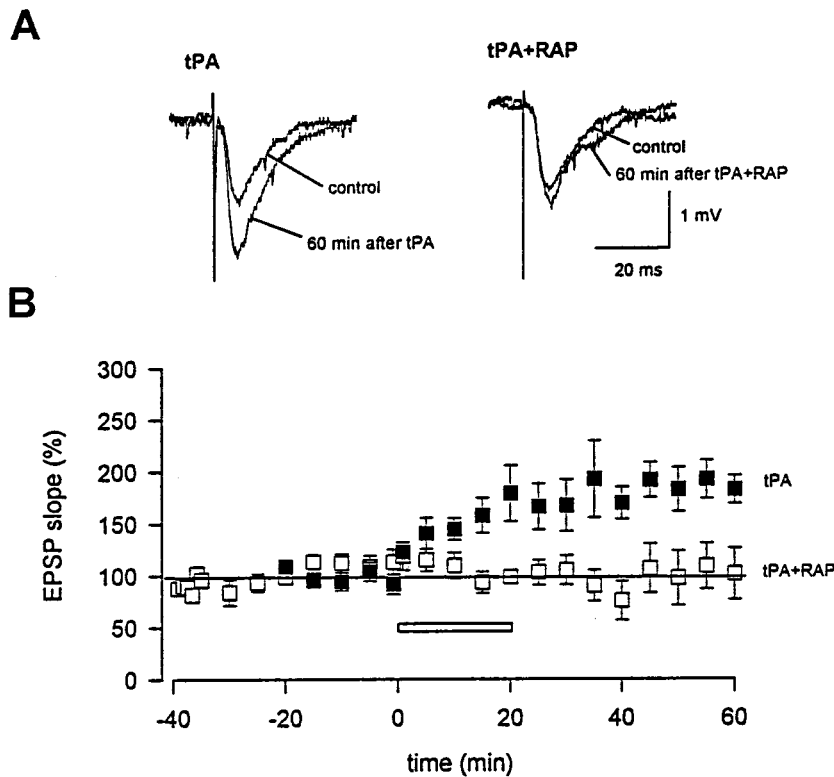 A
tPA
tPA+RAP
control
60 min after tPA
control
60 min after tPA+RAP
1 mV
20 ms
B
EPSP slope (%)
300
250
200
150
100
50
0
tPA
tPA+RAP
-40
-20
0
20
40
60
time (min)